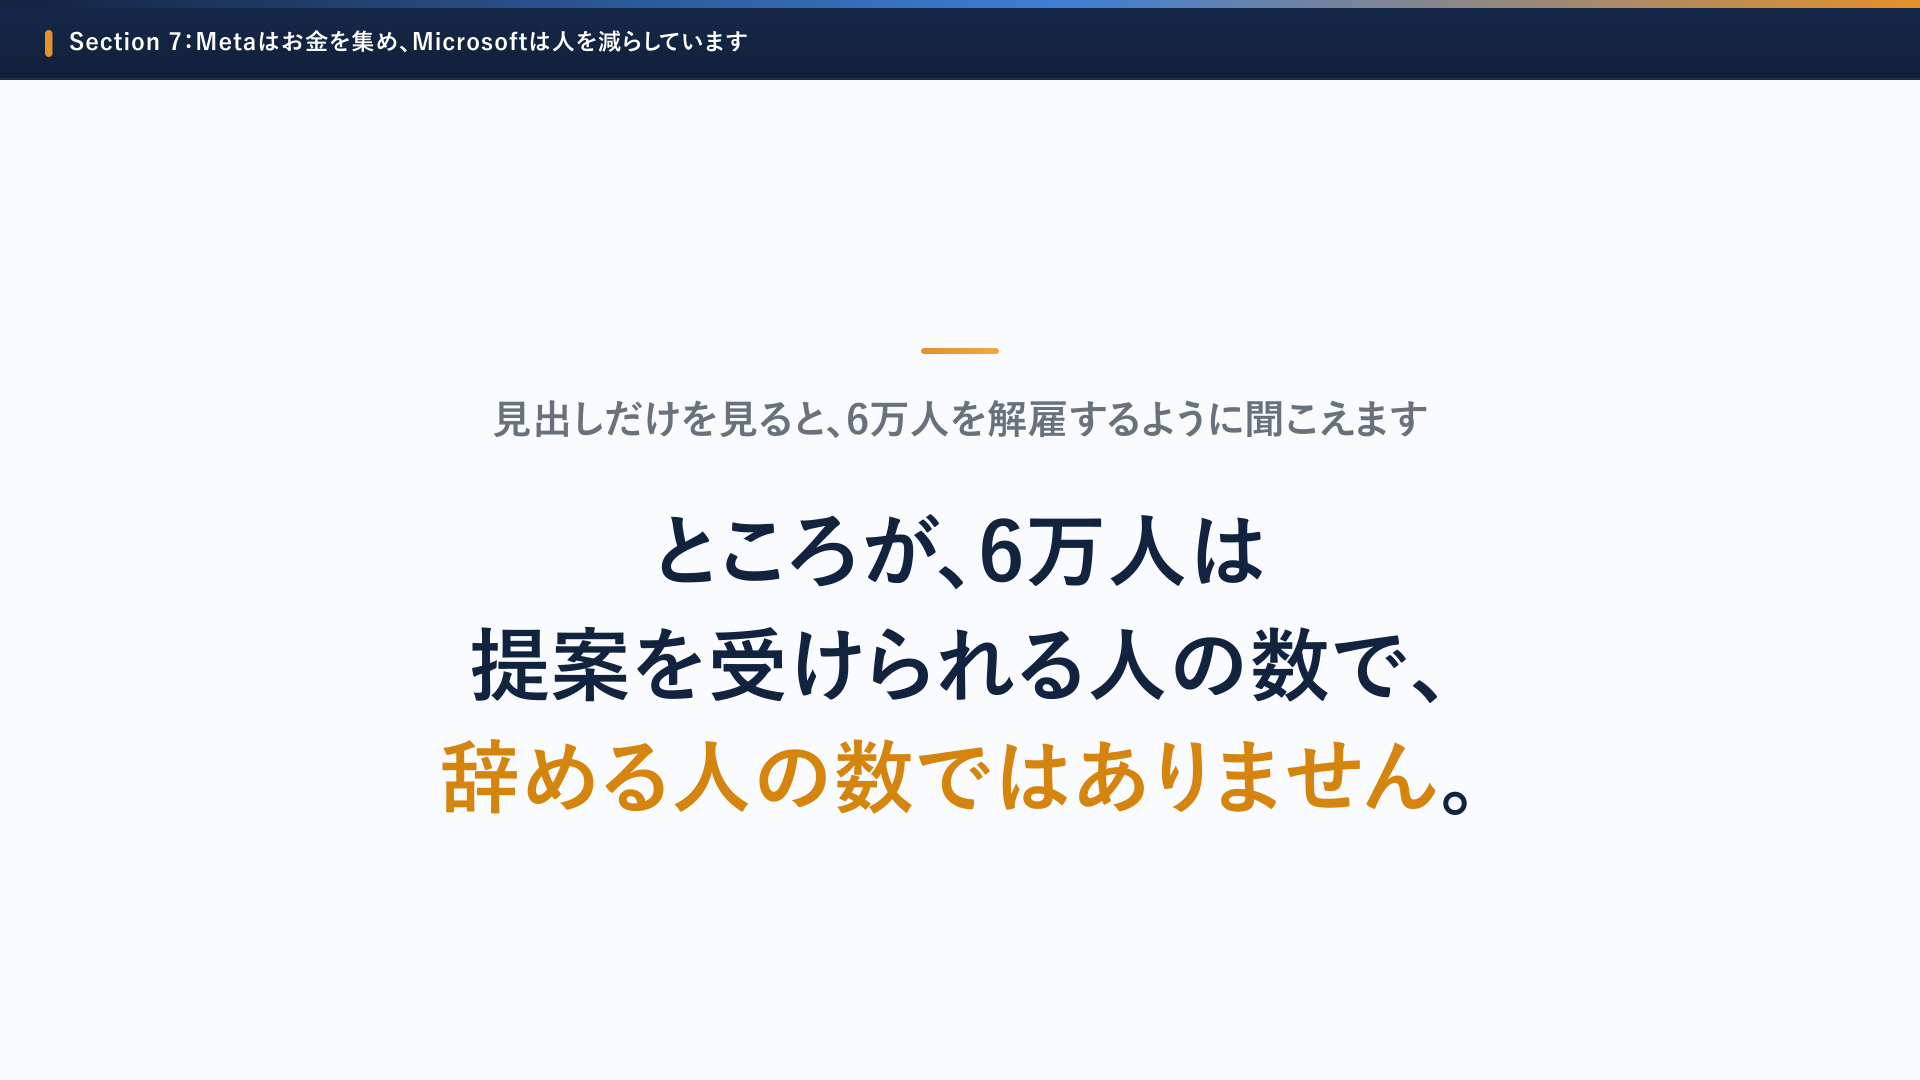 Section 7：Metaはお金を集め、Microsoftは人を減らしています
見出しだけを見ると、6万人を解雇するように聞こえます
ところが、6万人は
提案を受けられる人の数で、
辞める人の数ではありません。